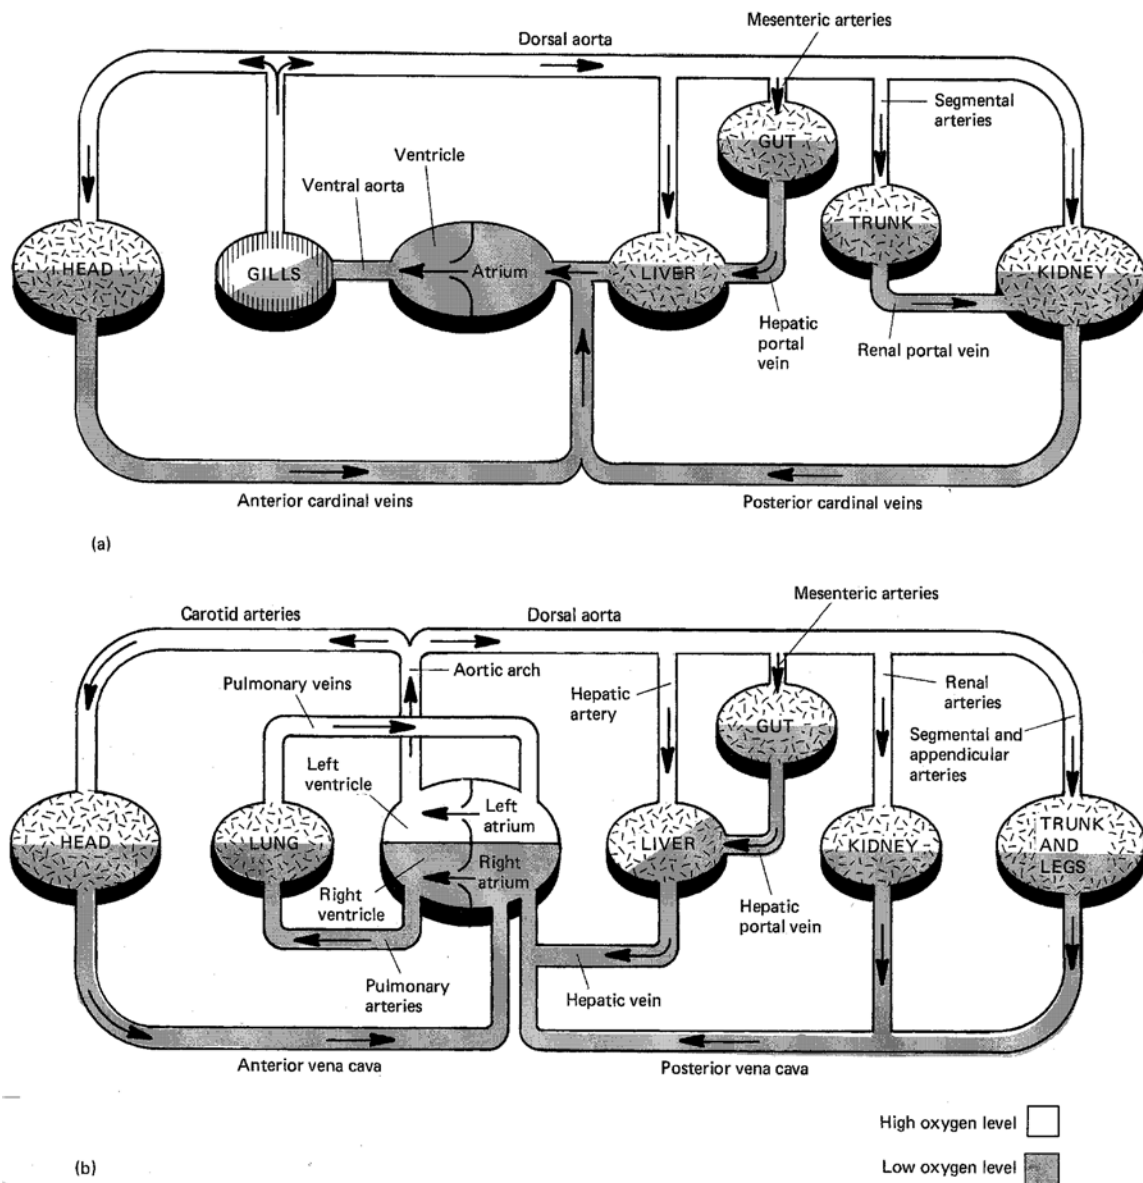 Mesenteric arteries
Dorsal aorta
Segmental
arteries
GUT
Ventricle
Ventral aorta
TRUNK
HEAD
GILLS
Atrium
LIVER
KIDNEY
Hepatic
portal
vein
Renal portal vein
Anterior cardinal veins
Posterior cardinal veins
(a)
Mesenteric arteries
Carotid arteries
Dorsal aorta
Aortic arch
Pulmonary veins
Hepatic
artery
Renal
arteries
GUT
Segmental and
appendicular
arteries
Left
ventricle
Left
atrium
HEAD
LUNG
LIVER
KIDNEY
TRUNK
AND
LEGS
Right
atrium
Right
ventricle
Hepatic
portal vein
Pulmonary
arteries
Hepatic vein
Anterior vena cava
Posterior vena cava
High oxygen level
(b)
Low oxygen level